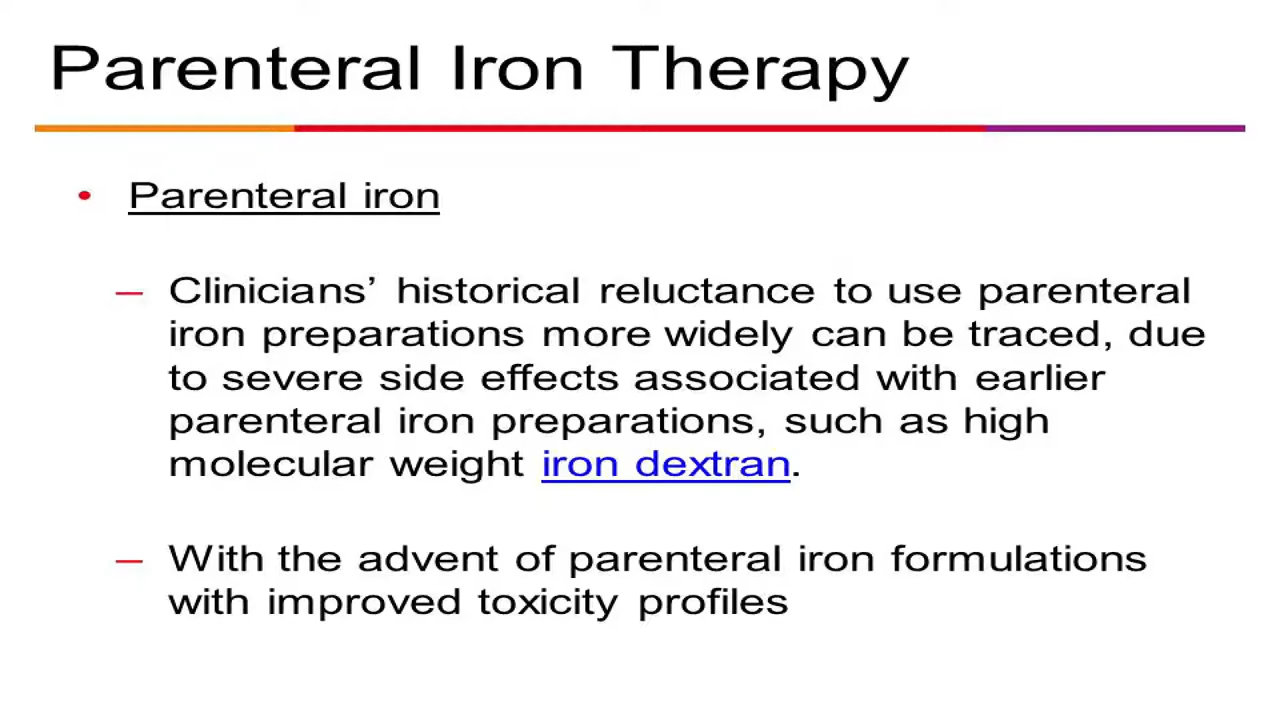 Parenteral Iron Therapy
• Parenteral iron
– Clinicians’ historical reluctance to use parenteral
iron preparations more widely can be traced, due
to severe side effects associated with earlier
parenteral iron preparations, such as high
molecular weight iron dextran.
– With the advent of parenteral iron formulations
with improved toxicity profiles